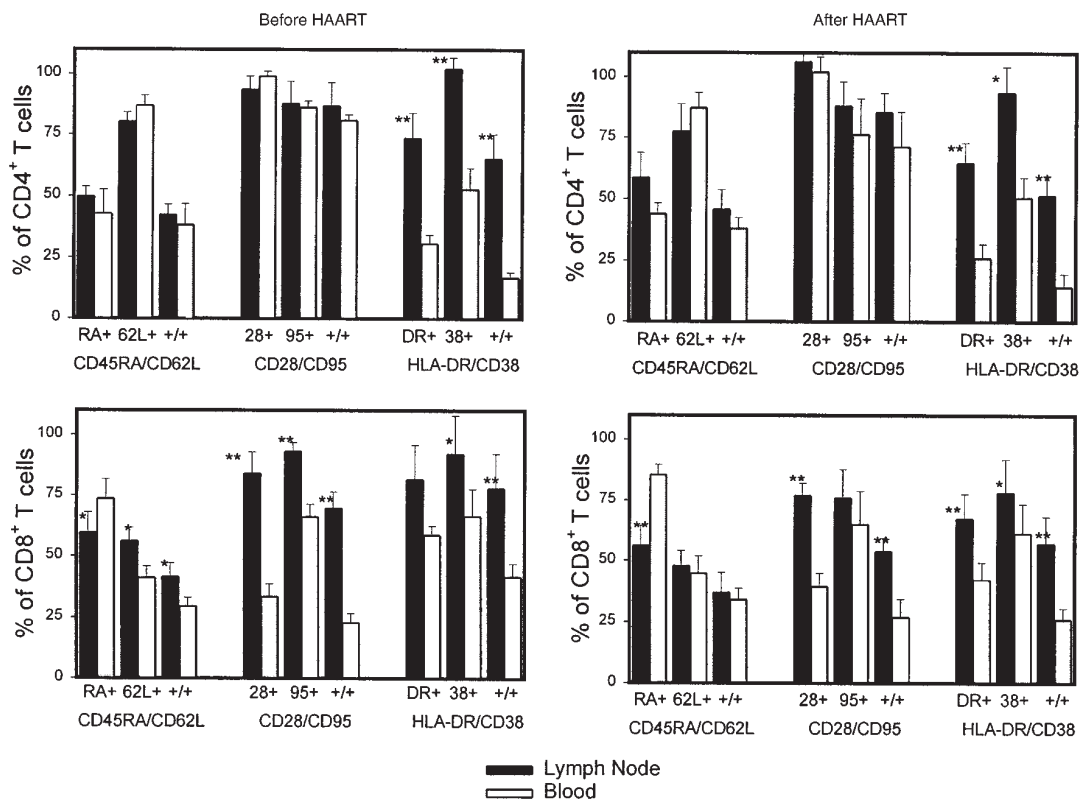 Before HAART
After HAART
% of CD4+ T cells
100
75
50
25
0
**
**
**
RA+ 62L+ +/+ 28+ 95+ +/+ DR+ 38+ +/+
CD45RA/CD62L CD28/CD95 HLA-DR/CD38
% of CD4+ T cells
100
75
50
25
0
**
*
**
RA+ 62L+ +/+ 28+ 95+ +/+ DR+ 38+ +/+
CD45RA/CD62L CD28/CD95 HLA-DR/CD38
% of CD8+ T cells
100
75
50
25
0
*
*
*
**
**
**
*
**
RA+ 62L+ +/+ 28+ 95+ +/+ DR+ 38+ +/+
CD45RA/CD62L CD28/CD95 HLA-DR/CD38
% of CD8+ T cells
100
75
50
25
0
**
**
**
**
*
**
RA+ 62L+ +/+ 28+ 95+ +/+ DR+ 38+ +/+
CD45RA/CD62L CD28/CD95 HLA-DR/CD38
Lymph Node
Blood